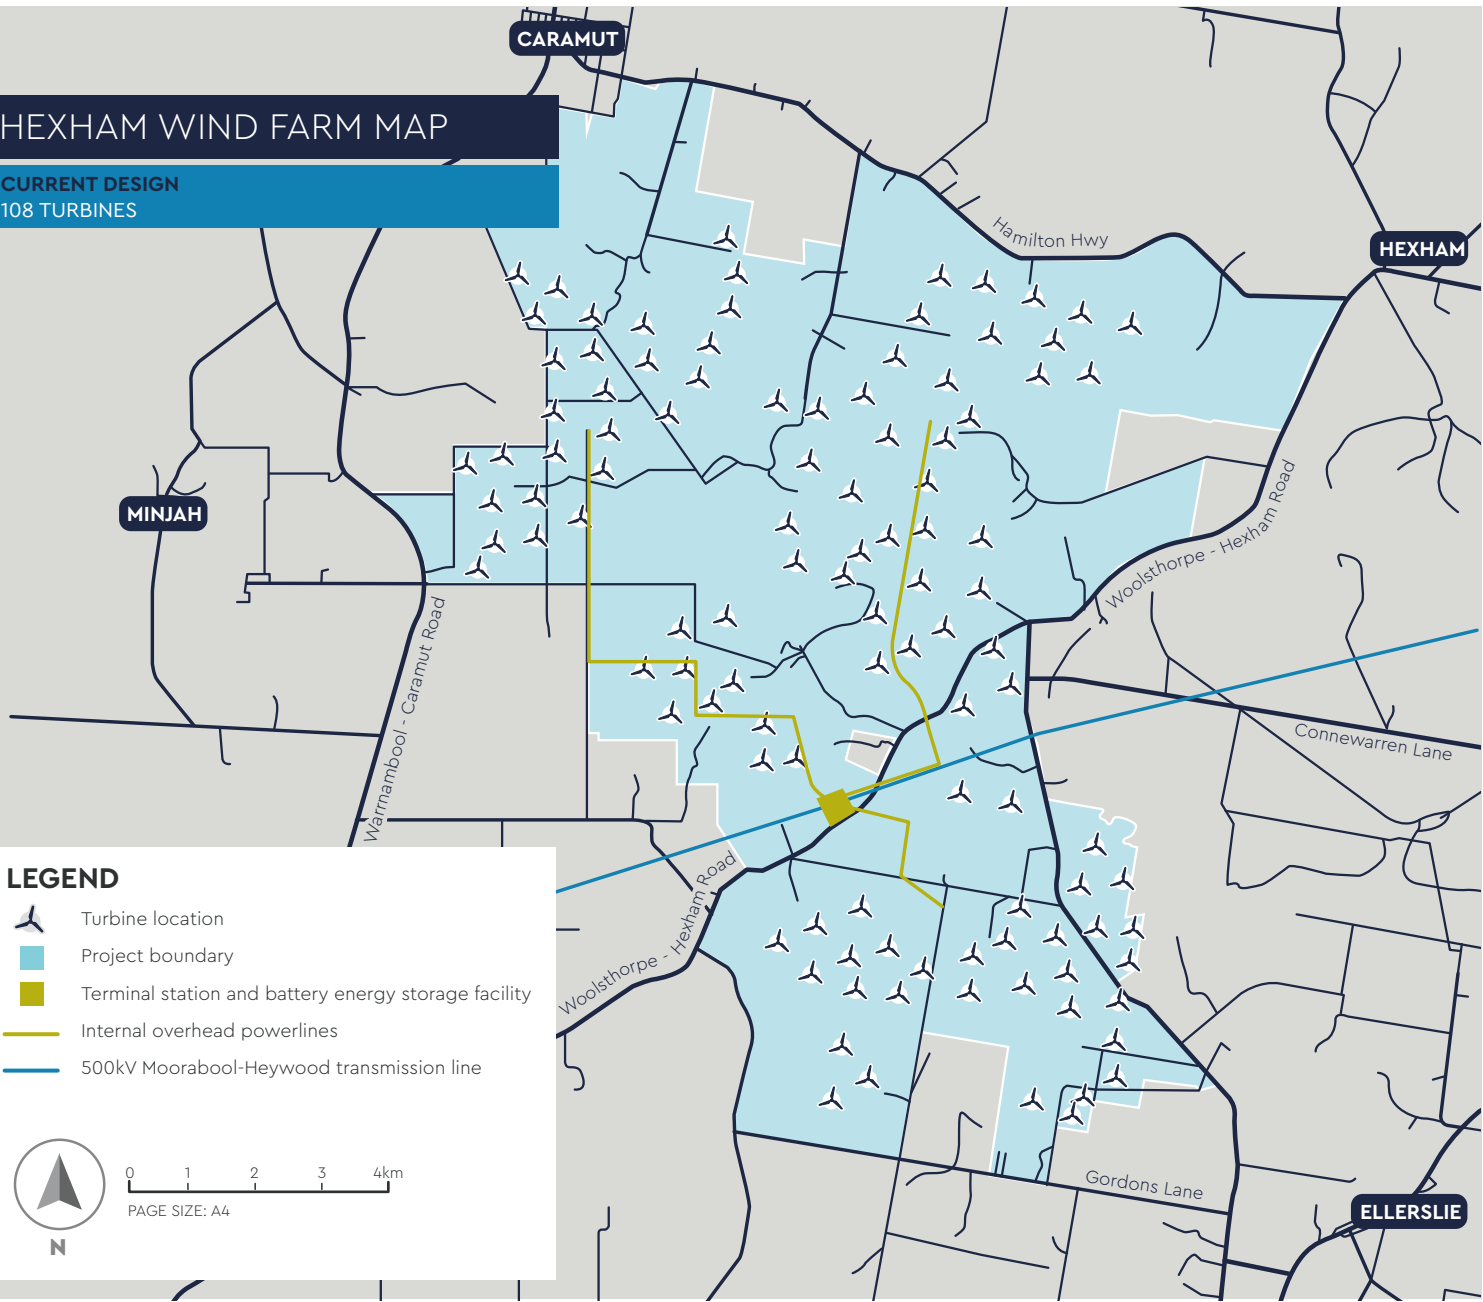 CARAMUT
HEXHAM WIND FARM MAP
CURRENT DESIGN
108 TURBINES
Hamilton Hwy
HEXHAM
MINJAH
Woolsthorpe - Hexham Road
Warrnambool - Caramut Road
Connewarren Lane
Woolsthorpe - Hexham Road
LEGEND
Turbine location
Project boundary
Terminal station and battery energy storage facility
Internal overhead powerlines
500kV Moorabool-Heywood transmission line
0 1 2 3 4km
PAGE SIZE: A4
N
Gordons Lane
ELLERSLIE